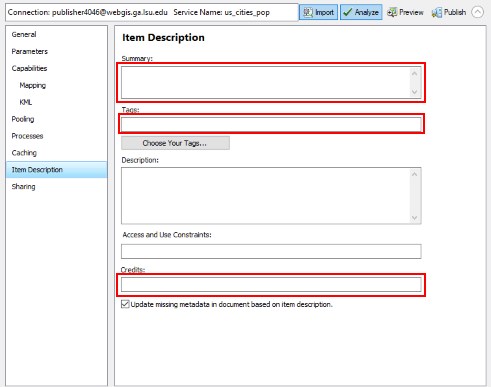 Connection: publisher4046@webgis.ga.lsu.edu Service Name: us_cities_pop Import Analyze Preview Publish
General
Parameters
Capabilities
Mapping
KML
Pooling
Processes
Caching
Item Description
Sharing
Item Description
Summary:
Tags:
Choose Your Tags...
Description:
Access and Use Constraints:
Credits:
Update missing metadata in document based on item description.